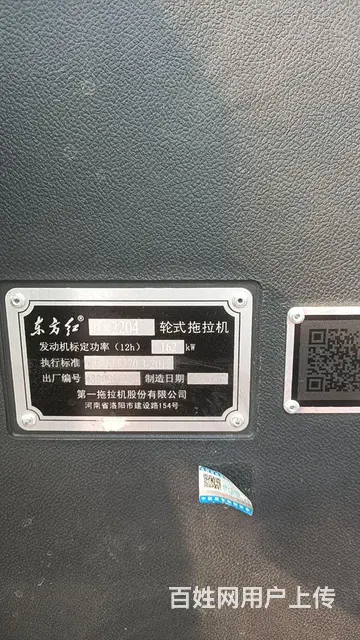 东方红 2204 轮式拖拉机
发动机标定功率（12h） 162 kW
执行标准
出厂编号 制造日期
第一拖拉机股份有限公司
河南省洛阳市建设路154号
百姓网用户上传